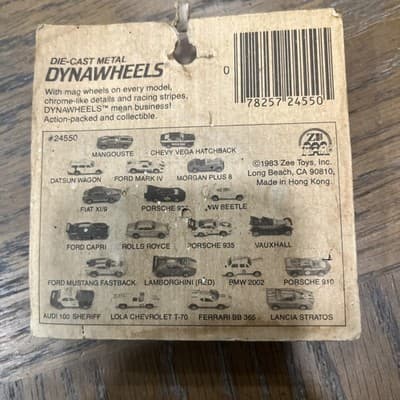 DIE-CAST METAL
DYNAWHEELS®
With mag wheels on every model,
chrome-like details and racing stripes,
DYNAWHEELS™ mean business!
Action-packed and collectible.
0
78257 24550
#24550
MANGOUSTE CHEVY VEGA HATCHBACK
DATSUN WAGON FORD MARK IV MORGAN PLUS 8
FIAT X1/9 PORSCHE VW BEETLE
FORD CAPRI ROLLS ROYCE PORSCHE 935 VAUXHALL
FORD MUSTANG FASTBACK LAMBORGHINI (RED) BMW 2002 PORSCHE 910
AUDI 100 SHERIFF LOLA CHEVROLET T-70 FERRARI BB 365 LANCIA STRATOS
ZEE
©1983 Zee Toys, Inc.
Long Beach, CA 90810,
Made in Hong Kong.